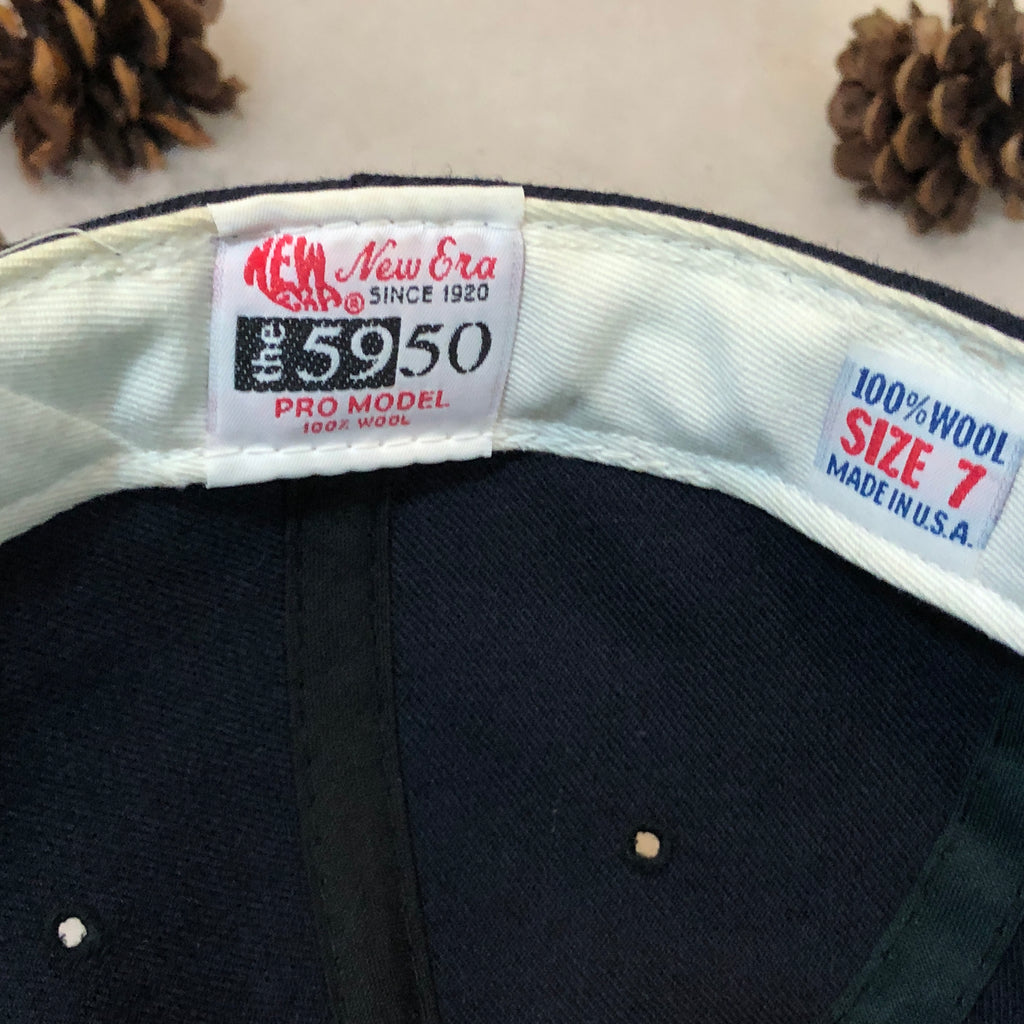 NEW New Era
ERA® SINCE 1920
the 5950
PRO MODEL
100% WOOL
100% WOOL
SIZE 7
MADE IN U.S.A.